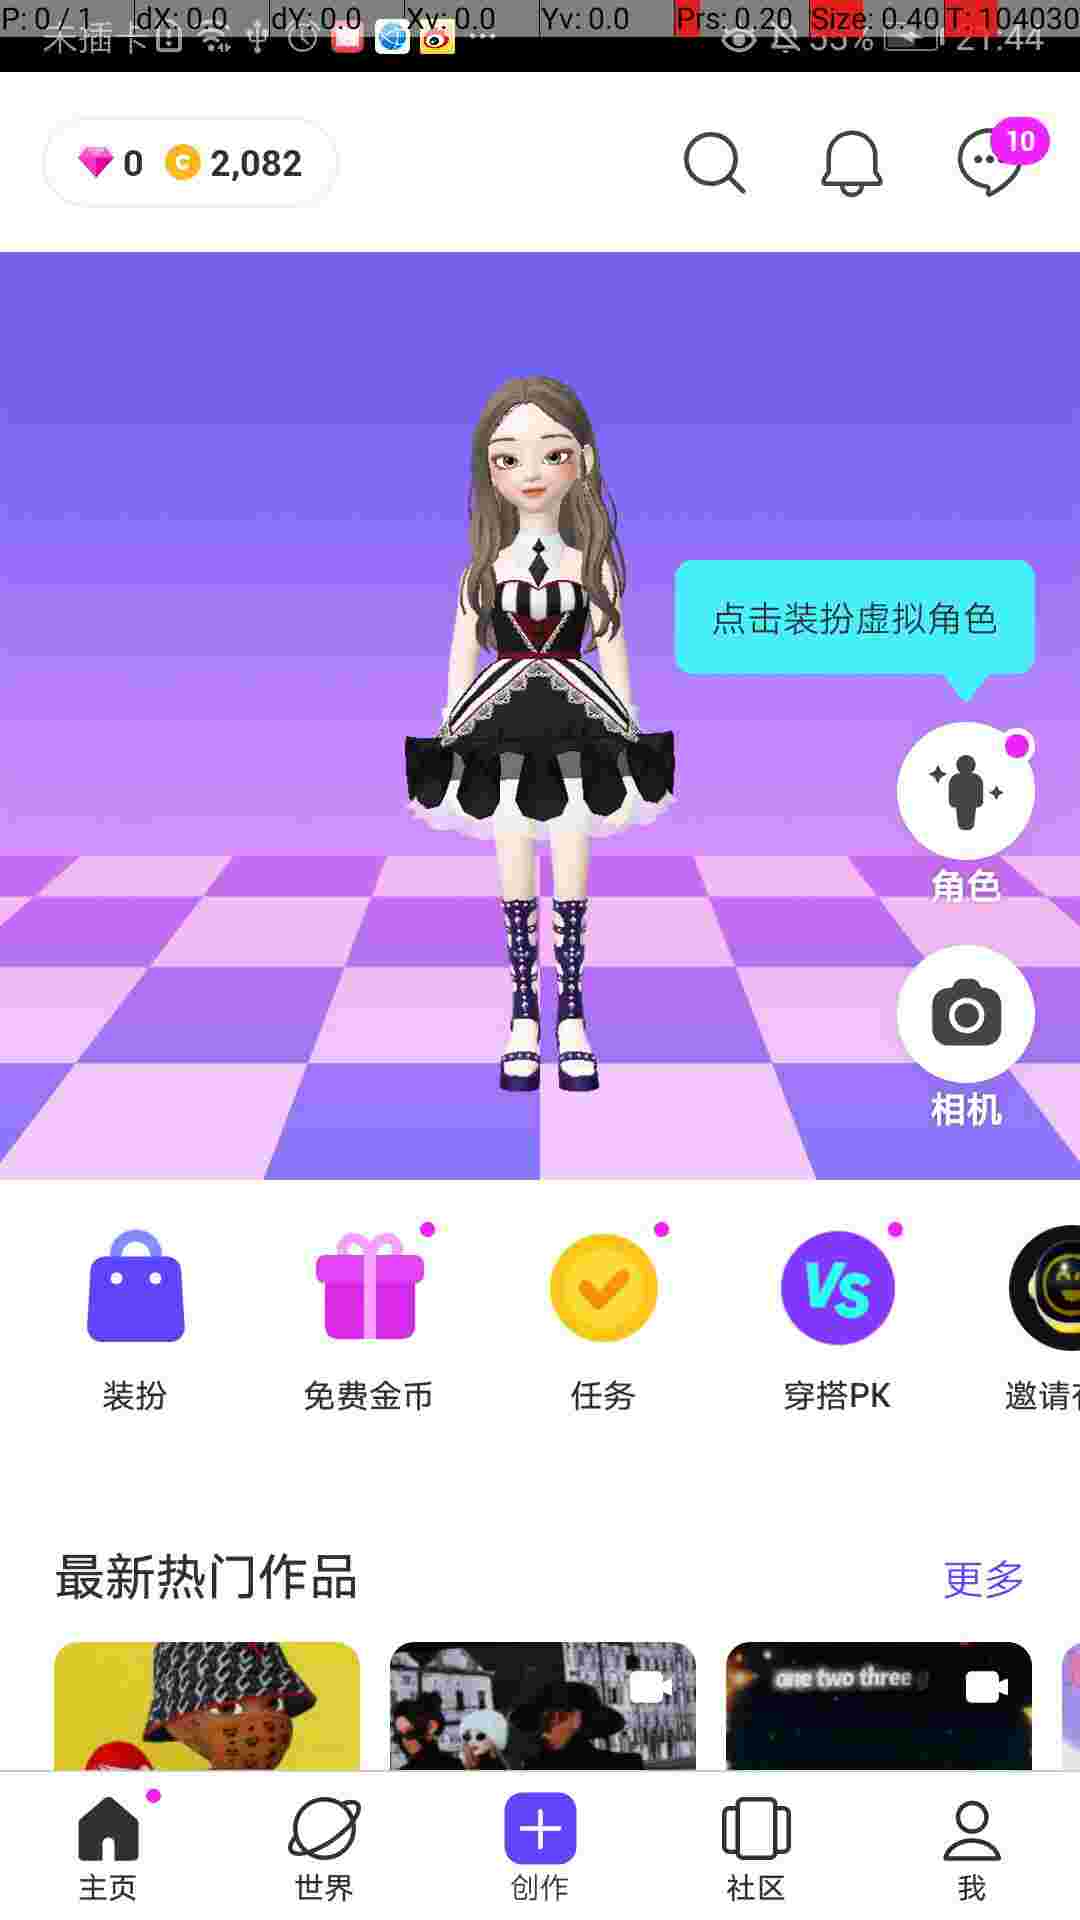 P: 0 / 1 dX: 0.0 dY: 0.0 Xv: 0.0 Yv: 0.0 Prs: 0.20 Size: 0.40 T: 104030
未插卡 53% 21:44
0 2,082 10
点击装扮虚拟角色
角色
相机
VS
装扮 免费金币 任务 穿搭PK 邀请
最新热门作品 更多
one two three
主页 世界 创作 社区 我